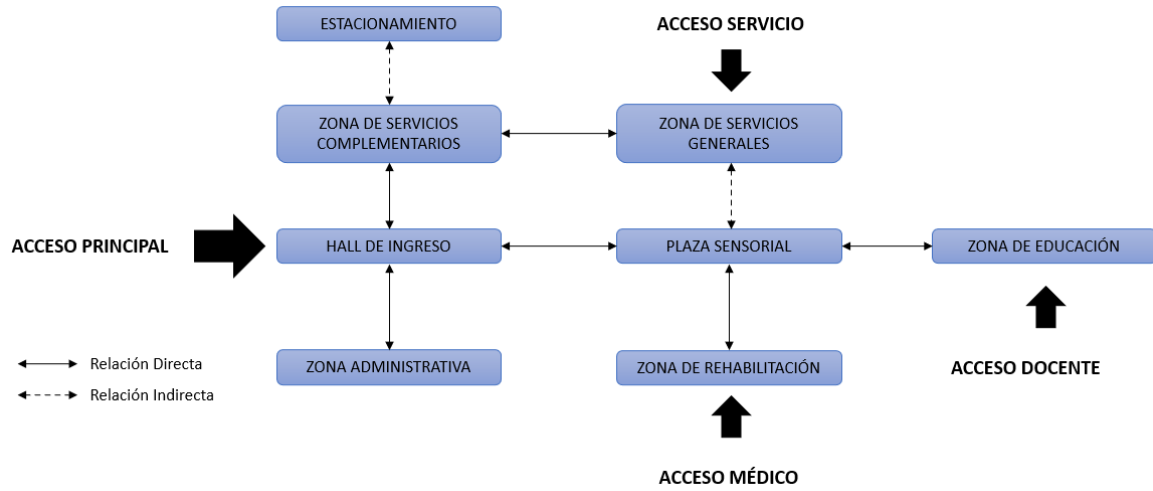 ESTACIONAMIENTO
ACCESO SERVICIO
ZONA DE SERVICIOS
COMPLEMENTARIOS
ZONA DE SERVICIOS
GENERALES
ACCESO PRINCIPAL
HALL DE INGRESO
PLAZA SENSORIAL
ZONA DE EDUCACIÓN
Relación Directa
Relación Indirecta
ZONA ADMINISTRATIVA
ZONA DE REHABILITACIÓN
ACCESO DOCENTE
ACCESO MÉDICO